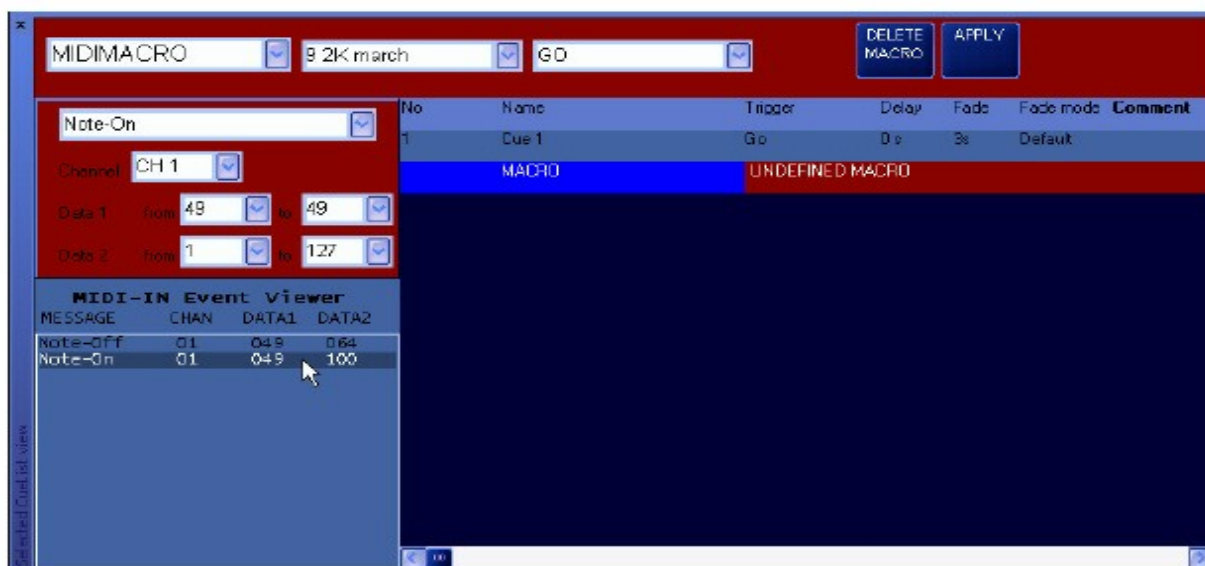 MIDIMACRO 9 2K march GO DELETE MACRO APPLY
Note-On
Channel CH 1
Data 1 from 49 to 49
Data 2 from 1 to 127
No Name Trigger Delay Fade Fade mode Comment
1 Cue 1 Go 0 s 3s Default
MACRO UNDEFINED MACRO
MIDI-IN Event Viewer
MESSAGE CHAN DATA1 DATA2
Note-Off 01 049 064
Note-On 01 049 100
Selected CueList view